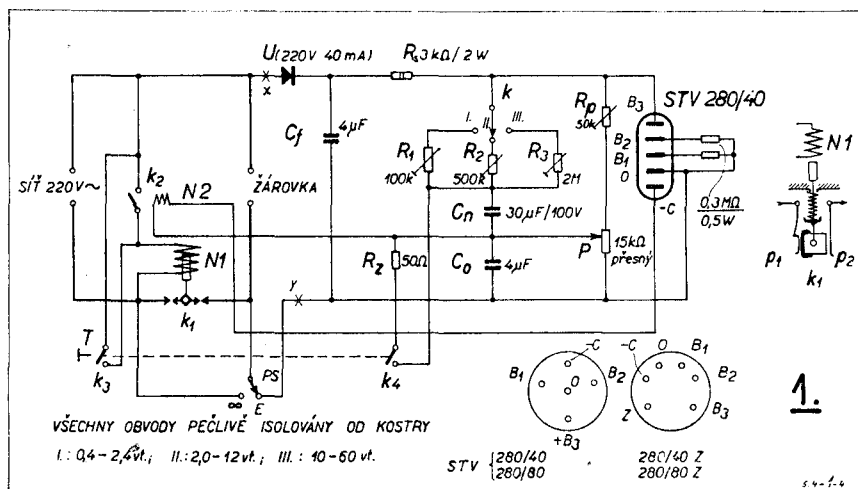 U (220V 40mA)
Rs 3kΩ/2W
x
k
I. II. III.
Cf
4µF
R1
100k
R2
500k
R3
2M
Rp
50k
B3
STV 280/40
B2
B1
O
-C
0,3MΩ
0,5W
N1
SÍŤ 220V~
k2
N2
ŽÁROVKA
N1
Cn
30µF/100V
Rz
50Ω
Co
4µF
P
15kΩ
přesný
p1
k1
p2
k1
y
T
k3
k4
PS
∞
E
-C
B1
O
B2
+B3
-C
O
B1
B2
B3
Z
1.
VŠECHNY OBVODY PEČLIVĚ ISOLOVÁNY OD KOSTRY
I.: 0,4-2,4vt.; II.: 2,0-12vt.; III.: 10-60 vt.
STV { 280/40 280/40 Z
280/80 280/80 Z